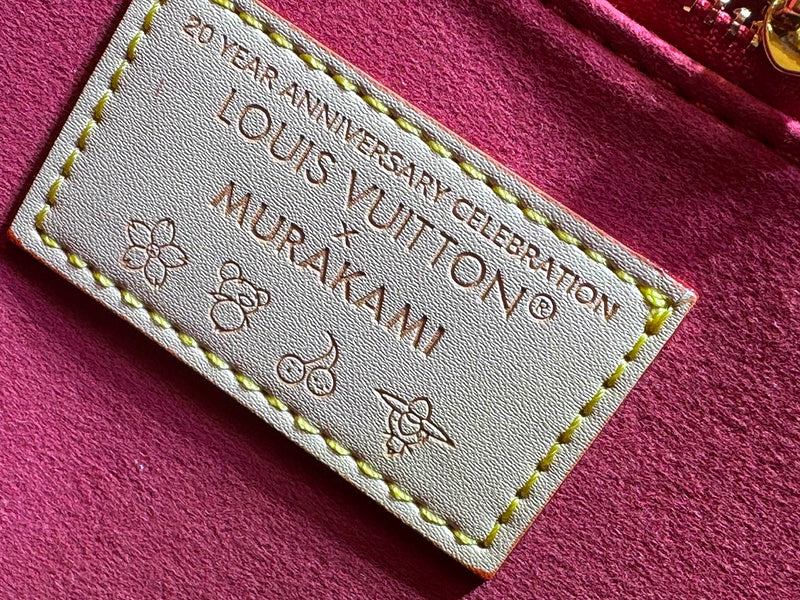 20 YEAR ANNIVERSARY CELEBRATION
LOUIS VUITTON®
x
MURAKAMI